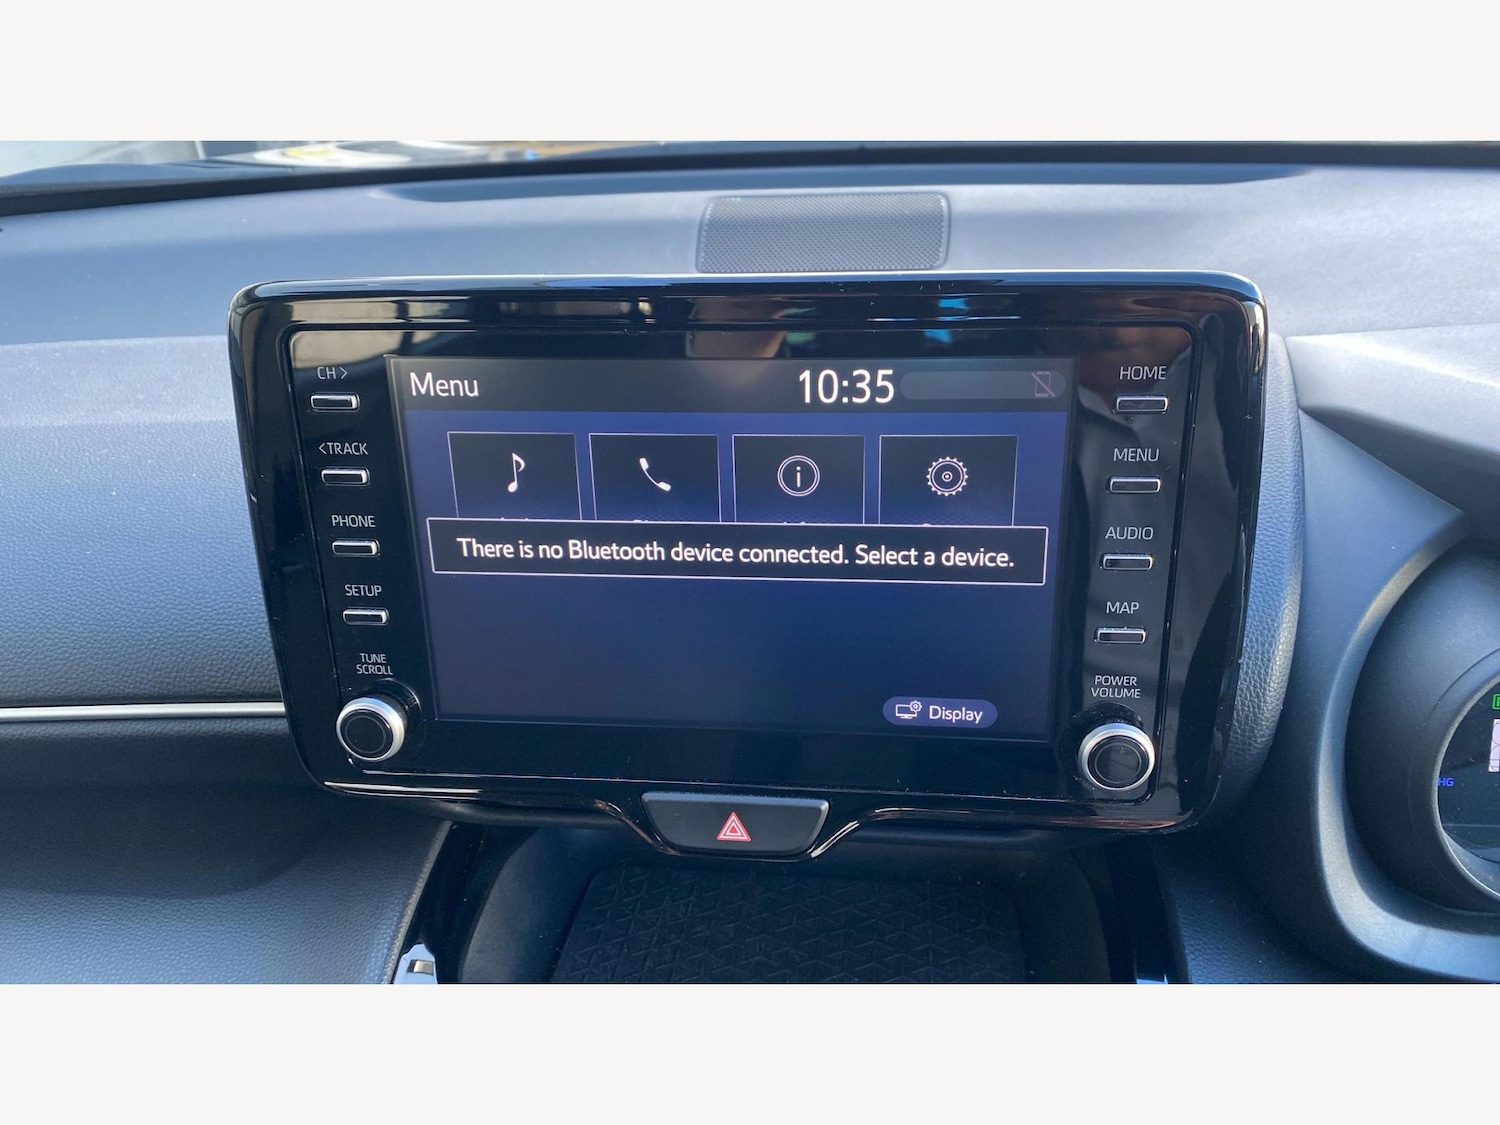 CH >
< TRACK
PHONE
SETUP
TUNE
SCROLL
Menu
10:35
There is no Bluetooth device connected. Select a device.
Display
HOME
MENU
AUDIO
MAP
POWER
VOLUME